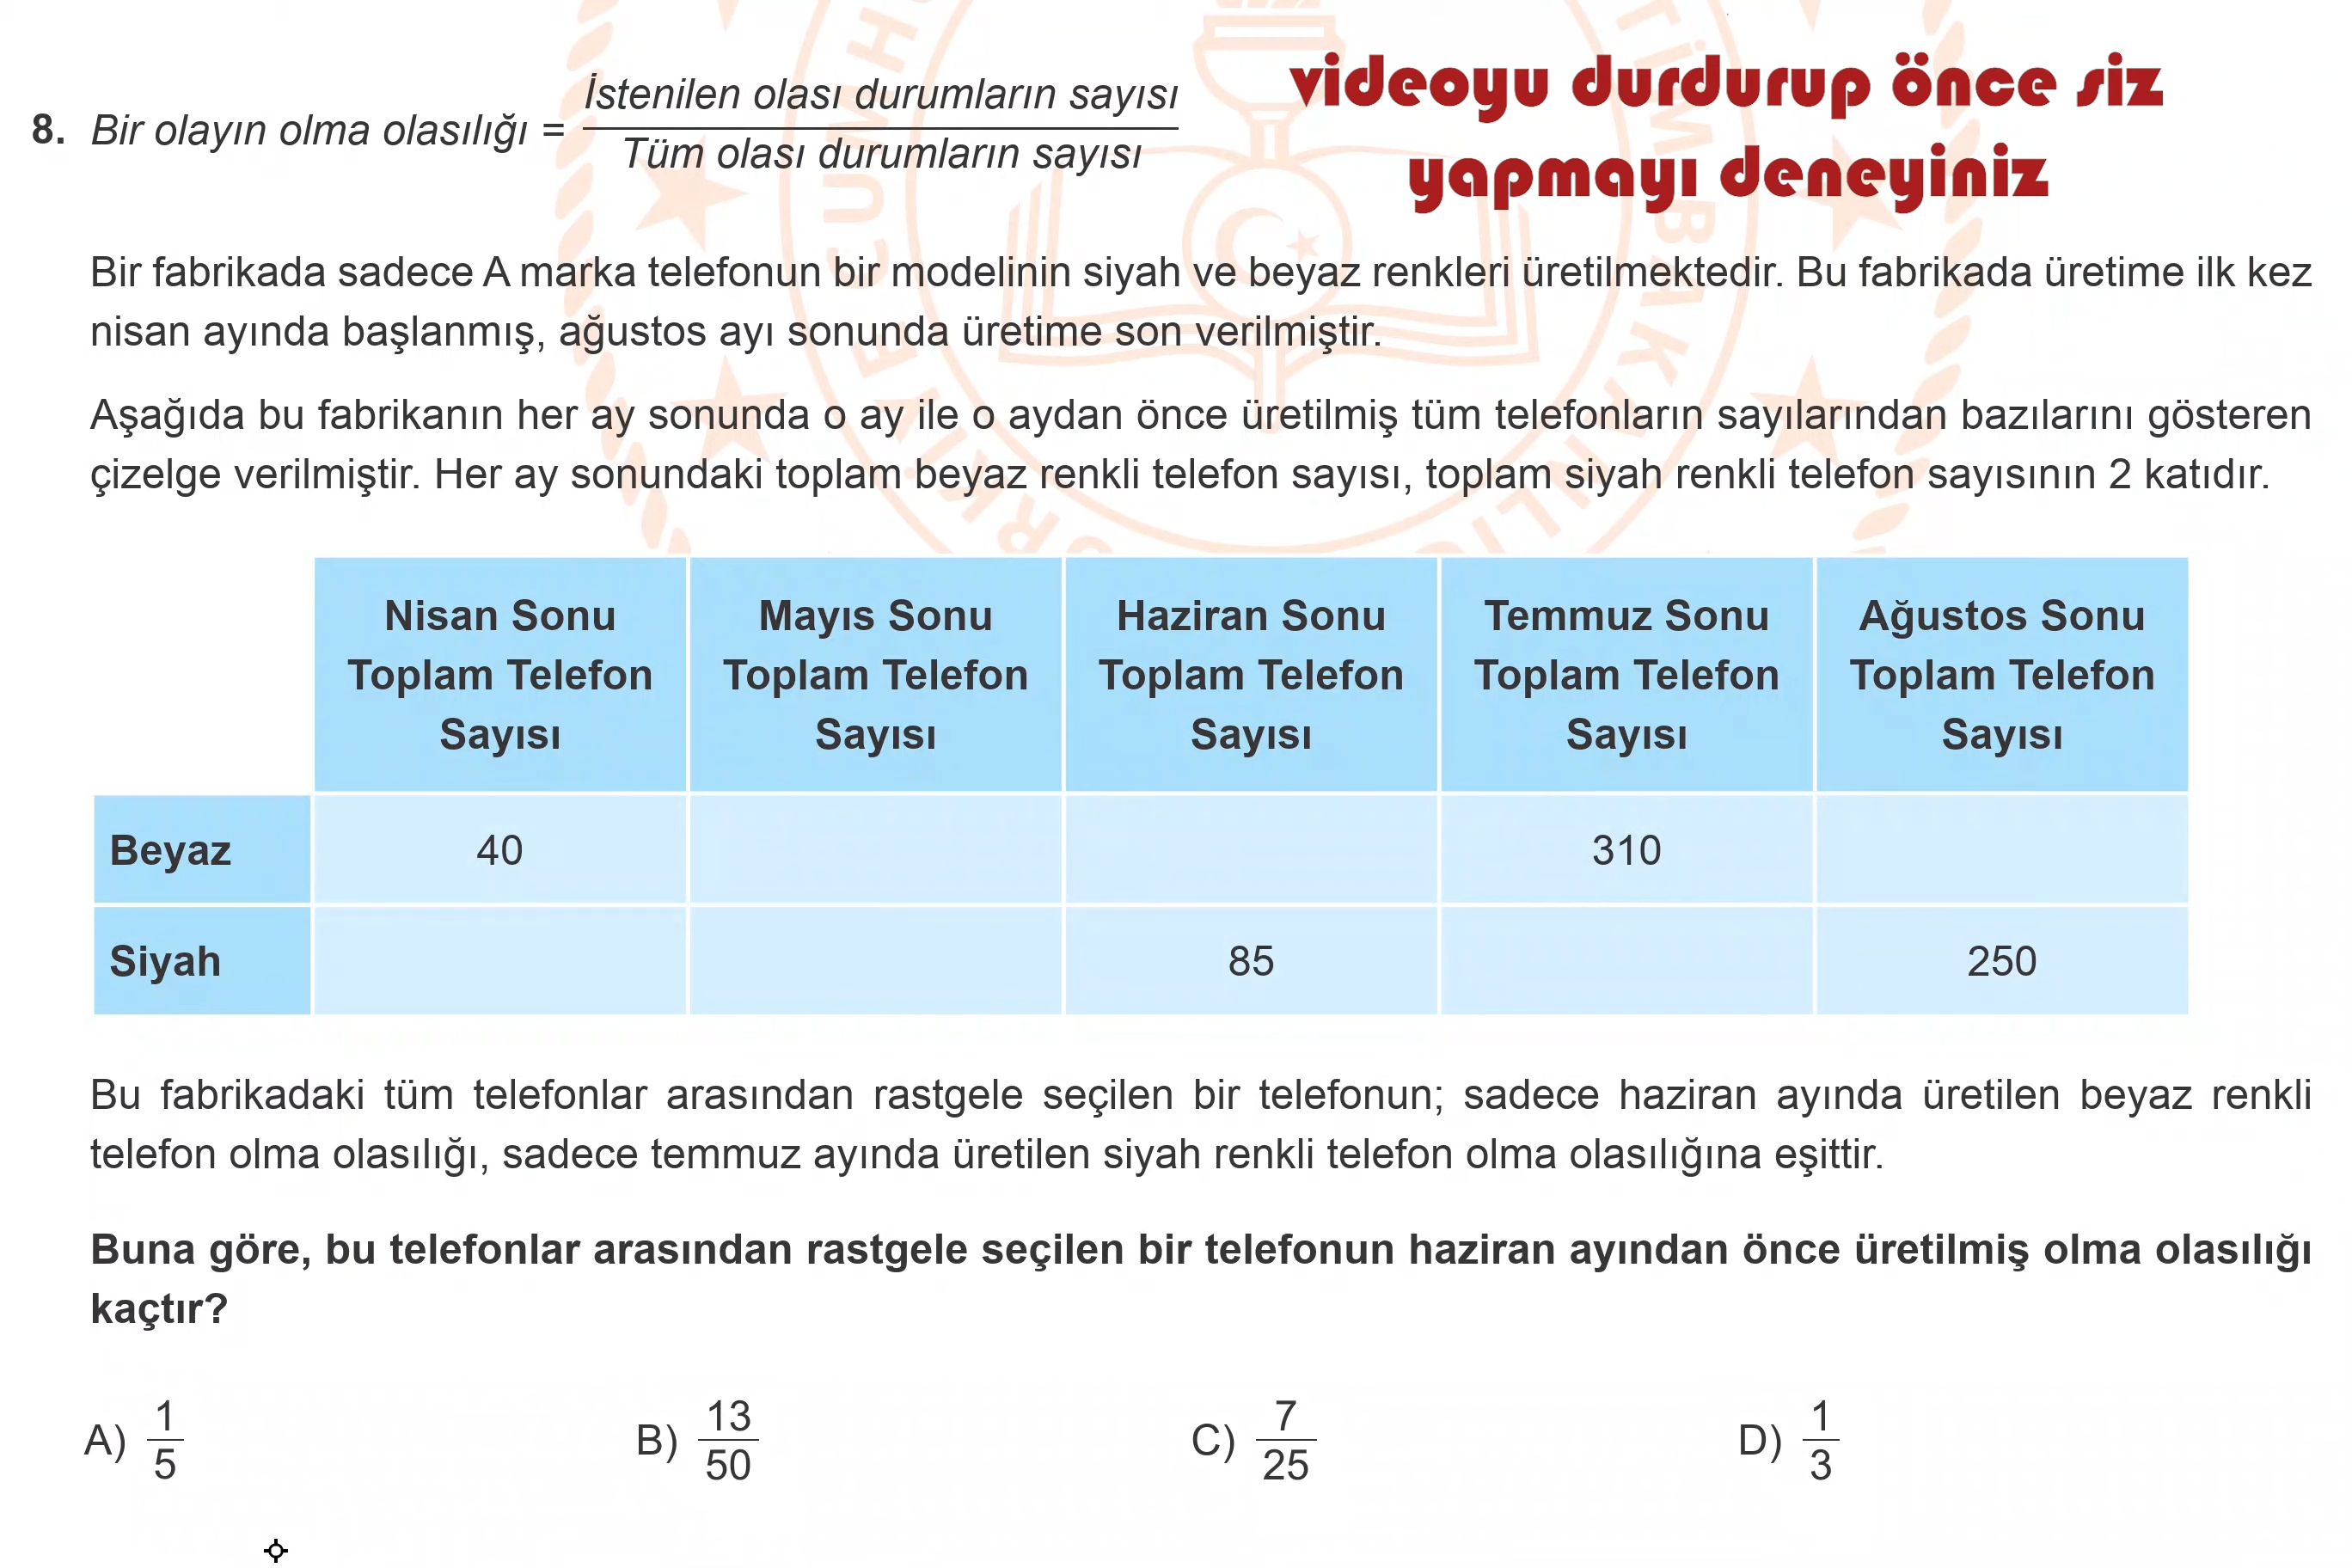 videoyu durdurup önce siz
yapmayı deneyiniz
8. Bir olayın olma olasılığı = İstenilen olası durumların sayısı / Tüm olası durumların sayısı
Bir fabrikada sadece A marka telefonun bir modelinin siyah ve beyaz renkleri üretilmektedir. Bu fabrikada üretime ilk kez
nisan ayında başlanmış, ağustos ayı sonunda üretime son verilmiştir.
Aşağıda bu fabrikanın her ay sonunda o ay ile o aydan önce üretilmiş tüm telefonların sayılarından bazılarını gösteren
çizelge verilmiştir. Her ay sonundaki toplam beyaz renkli telefon sayısı, toplam siyah renkli telefon sayısının 2 katıdır.
Nisan Sonu Toplam Telefon Sayısı
Mayıs Sonu Toplam Telefon Sayısı
Haziran Sonu Toplam Telefon Sayısı
Temmuz Sonu Toplam Telefon Sayısı
Ağustos Sonu Toplam Telefon Sayısı
Beyaz 40 310
Siyah 85 250
Bu fabrikadaki tüm telefonlar arasından rastgele seçilen bir telefonun; sadece haziran ayında üretilen beyaz renkli
telefon olma olasılığı, sadece temmuz ayında üretilen siyah renkli telefon olma olasılığına eşittir.
Buna göre, bu telefonlar arasından rastgele seçilen bir telefonun haziran ayından önce üretilmiş olma olasılığı
kaçtır?
A) 1/5 B) 13/50 C) 7/25 D) 1/3